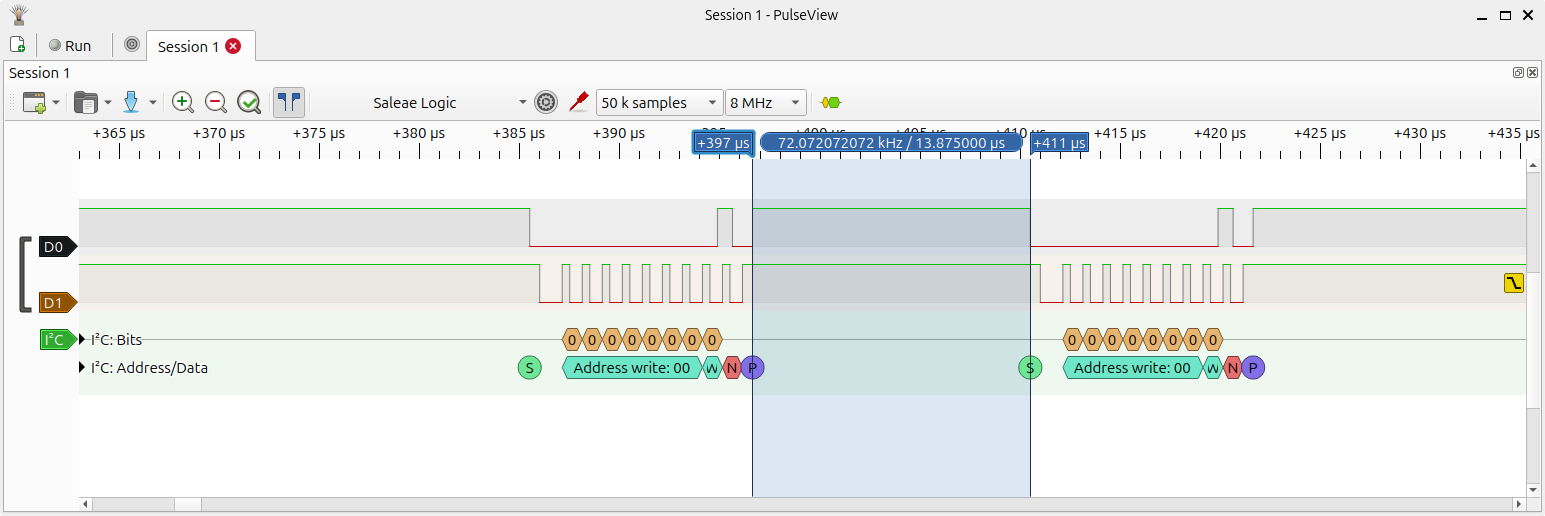 Session 1 - PulseView
Run
Session 1
Session 1
Saleae Logic
50 k samples
8 MHz
+365 µs +370 µs +375 µs +380 µs +385 µs +390 µs +415 µs +420 µs +425 µs +430 µs +435 µs
+397 µs 72.072072072 kHz / 13.875000 µs +411 µs
D0
D1
I²C I²C: Bits 0 0 0 0 0 0 0 0 0 0 0 0 0 0 0 0
I²C: Address/Data S Address write: 00 W N P S Address write: 00 W N P